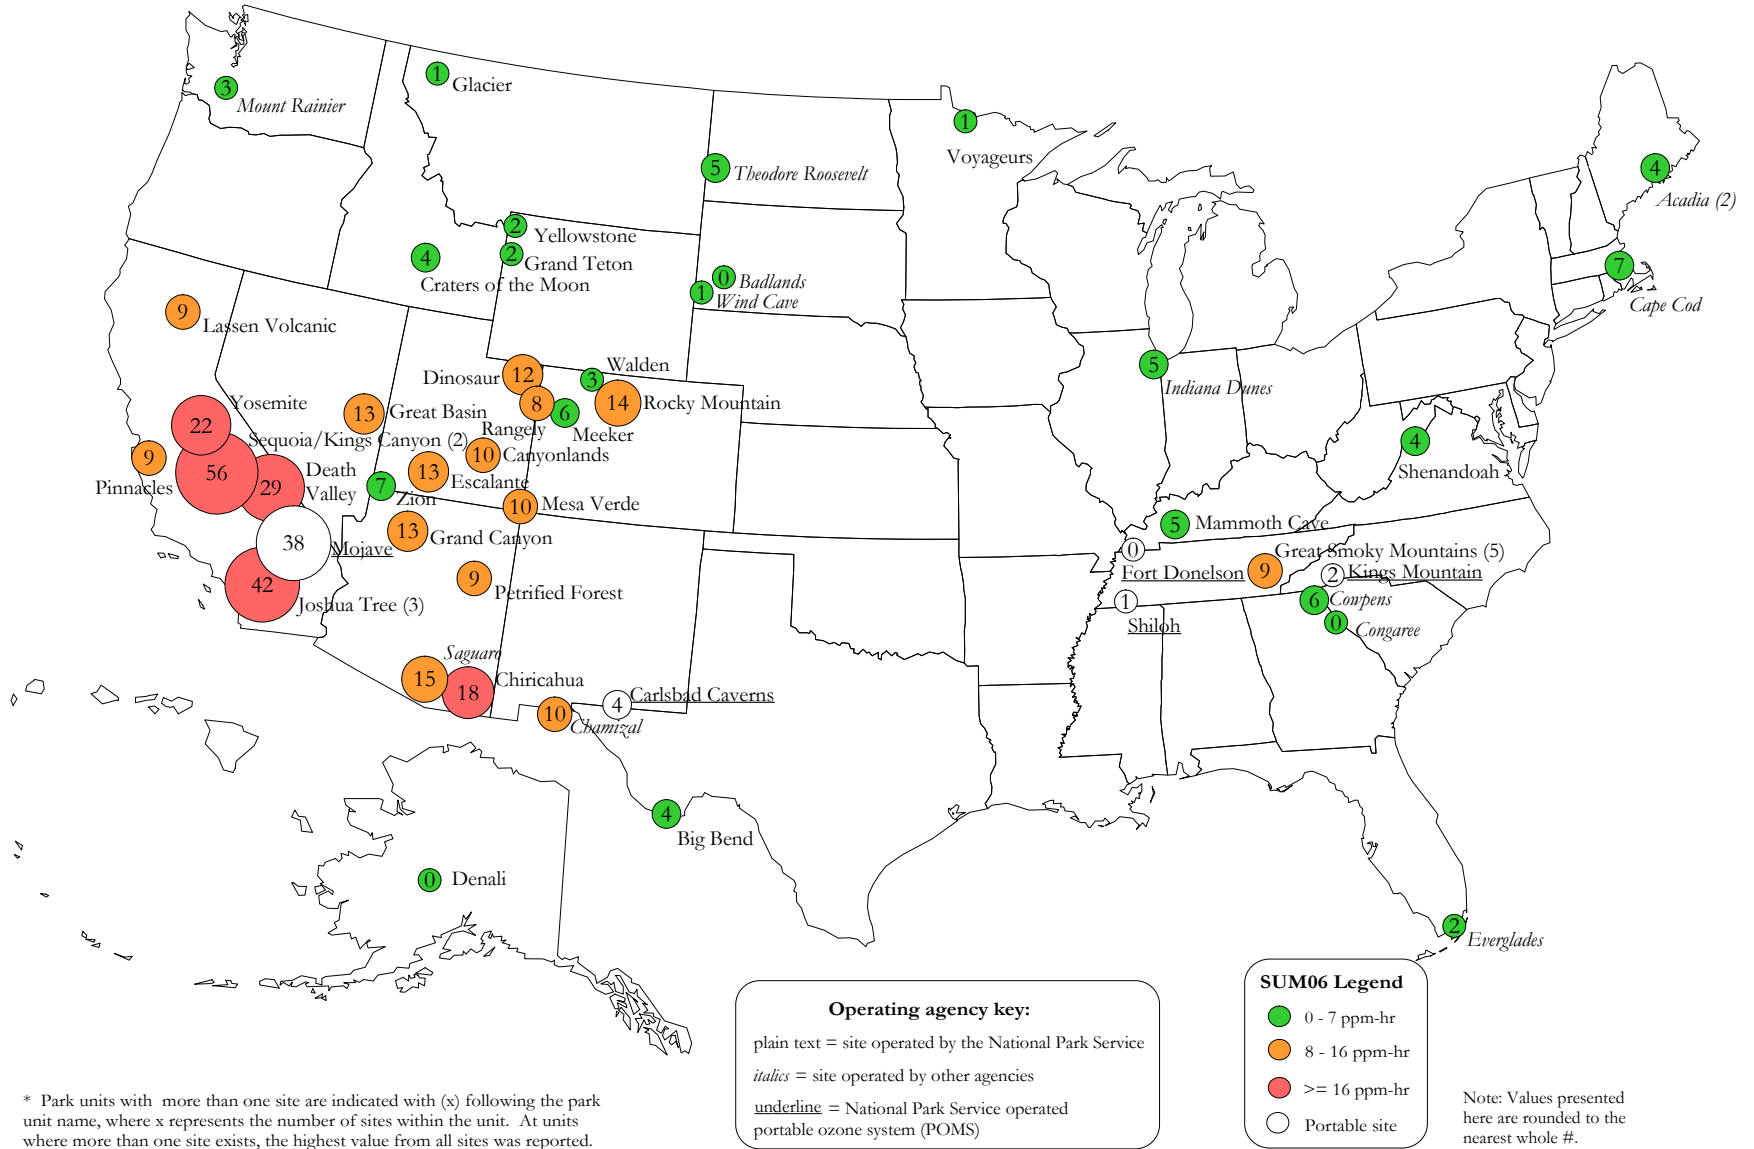 1
Glacier
3
Mount Rainier
1
Voyageurs
5
Theodore Roosevelt
4
Acadia (2)
2
Yellowstone
2
Grand Teton
4
Craters of the Moon
0
Badlands
1
Wind Cave
7
Cape Cod
9
Lassen Volcanic
5
Indiana Dunes
Walden
3
Dinosaur
12
8
Rangely
6
Meeker
14
Rocky Mountain
Yosemite
22
13
Great Basin
Sequoia/Kings Canyon (2)
56
9
Pinnacles
29
Death
Valley
10
Canyonlands
13
Escalante
7
Zion
10
Mesa Verde
13
Grand Canyon
38
Mojave
42
Joshua Tree (3)
9
Petrified Forest
4
Shenandoah
5
Mammoth Cave
0
Fort Donelson
Great Smoky Mountains (5)
9
2
Kings Mountain
1
Shiloh
6
Cowpens
0
Congaree
Saguaro
15
18
Chiricahua
10
Chamizal
Carlsbad Caverns
4
4
Big Bend
0
Denali
2
Everglades
Operating agency key:
plain text = site operated by the National Park Service
italics = site operated by other agencies
underline = National Park Service operated
portable ozone system (POMS)
SUM06 Legend
0 - 7 ppm-hr
8 - 16 ppm-hr
>= 16 ppm-hr
Portable site
* Park units with more than one site are indicated with (x) following the park
unit name, where x represents the number of sites within the unit. At units
where more than one site exists, the highest value from all sites was reported.
Note: Values presented
here are rounded to the
nearest whole #.